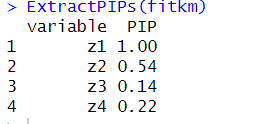 > ExtractPIPs(fitkm)
  variable  PIP
1       z1 1.00
2       z2 0.54
3       z3 0.14
4       z4 0.22